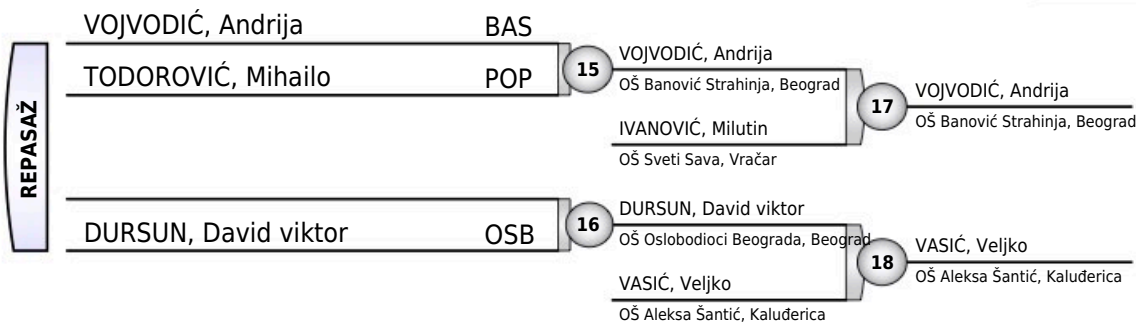 REPASAŽ
VOJVODIĆ, Andrija BAS
TODOROVIĆ, Mihailo POP
15
VOJVODIĆ, Andrija
OŠ Banović Strahinja, Beograd
IVANOVIĆ, Milutin
OŠ Sveti Sava, Vračar
17
VOJVODIĆ, Andrija
OŠ Banović Strahinja, Beograd
DURSUN, David viktor OSB
16
DURSUN, David viktor
OŠ Oslobodioci Beograda, Beograd
VASIĆ, Veljko
OŠ Aleksa Šantić, Kaluđerica
18
VASIĆ, Veljko
OŠ Aleksa Šantić, Kaluđerica